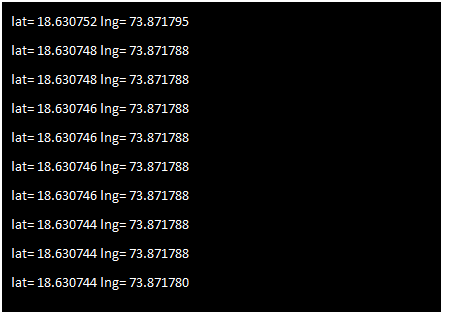 lat= 18.630752 lng= 73.871795
lat= 18.630748 lng= 73.871788
lat= 18.630748 lng= 73.871788
lat= 18.630746 lng= 73.871788
lat= 18.630746 lng= 73.871788
lat= 18.630746 lng= 73.871788
lat= 18.630746 lng= 73.871788
lat= 18.630744 lng= 73.871788
lat= 18.630744 lng= 73.871788
lat= 18.630744 lng= 73.871780